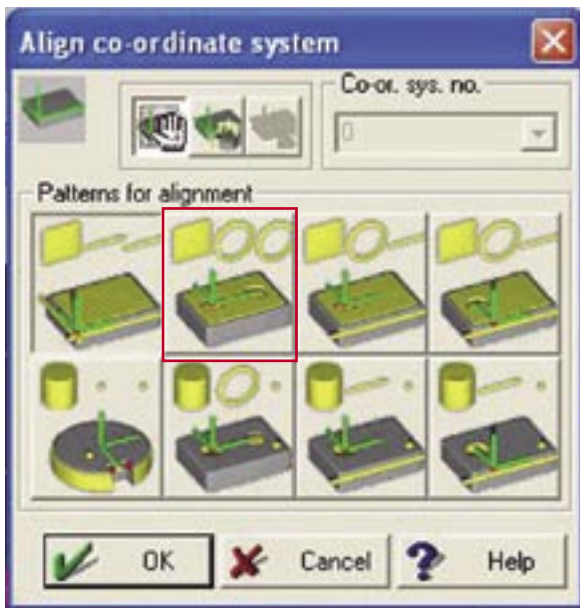 Align co-ordinate system
Co-or. sys. no.
0
Patterns for alignment
OK
Cancel
Help